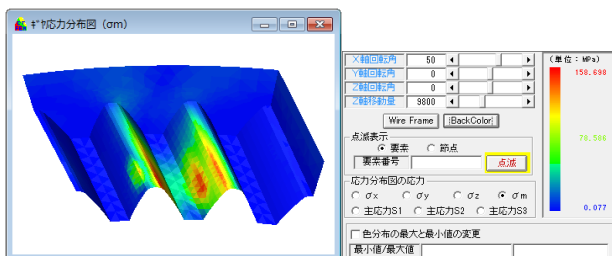 ギヤ応力分布図（σm）
X軸回転角 50
Y軸回転角 0
Z軸回転角 0
Z軸移動量 9800
Wire Frame BackColor
点滅表示
要素 節点
要素番号 点滅
応力分布図の応力
σx σy σz σm
主応力S1 主応力S2 主応力S3
色分布の最大と最小値の変更
最小値/最大値
(単位：MPa)
158.698
0.077